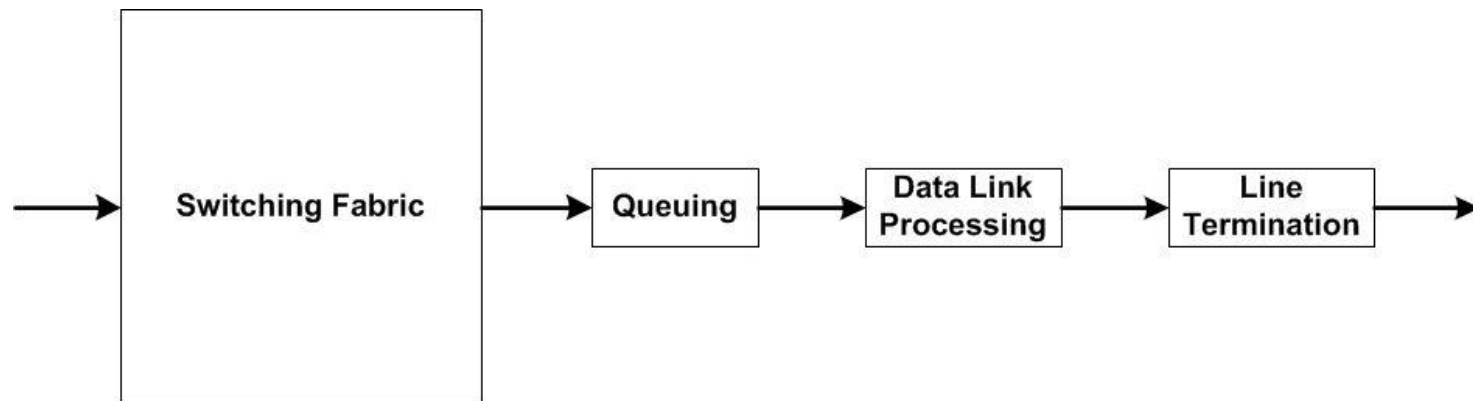 Switching Fabric
Queuing
Data Link
Processing
Line
Termination